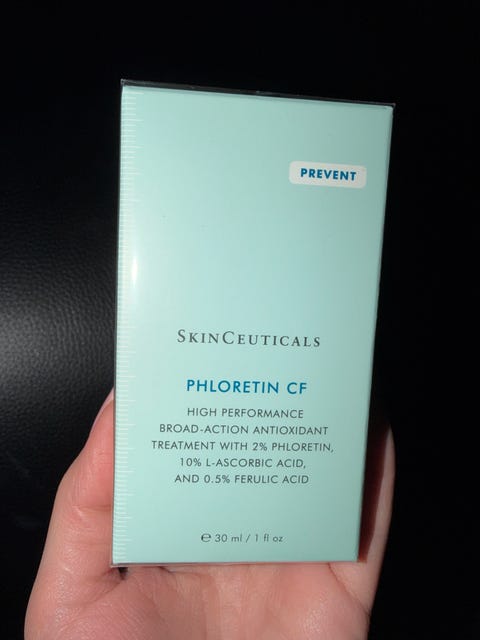 PREVENT
SKINCEUTICALS
PHLORETIN CF
HIGH PERFORMANCE
BROAD-ACTION ANTIOXIDANT
TREATMENT WITH 2% PHLORETIN,
10% L-ASCORBIC ACID,
AND 0.5% FERULIC ACID
℮ 30 ml / 1 fl oz